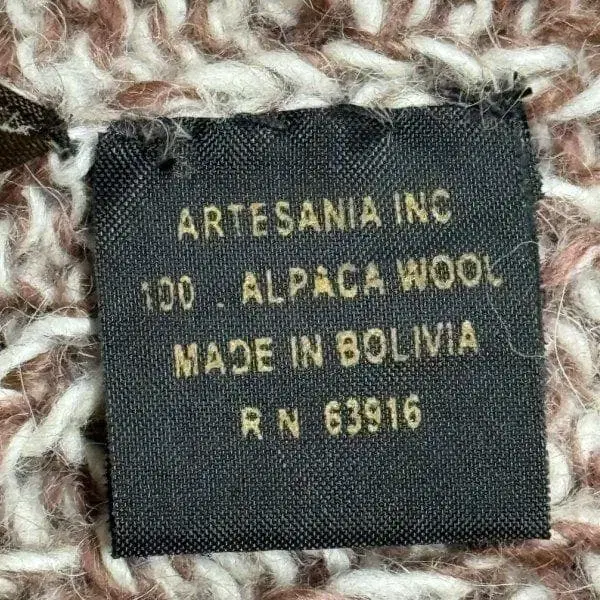 ARTESANIA INC
100 . ALPACA WOOL
MADE IN BOLIVIA
R N 63916